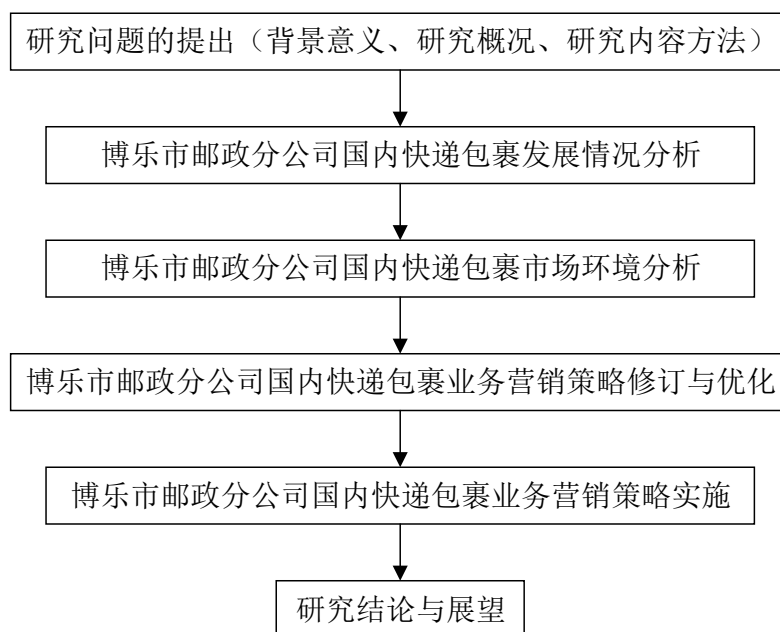 研究问题的提出（背景意义、研究概况、研究内容方法）
博乐市邮政分公司国内快递包裹发展情况分析
博乐市邮政分公司国内快递包裹市场环境分析
博乐市邮政分公司国内快递包裹业务营销策略修订与优化
博乐市邮政分公司国内快递包裹业务营销策略实施
研究结论与展望